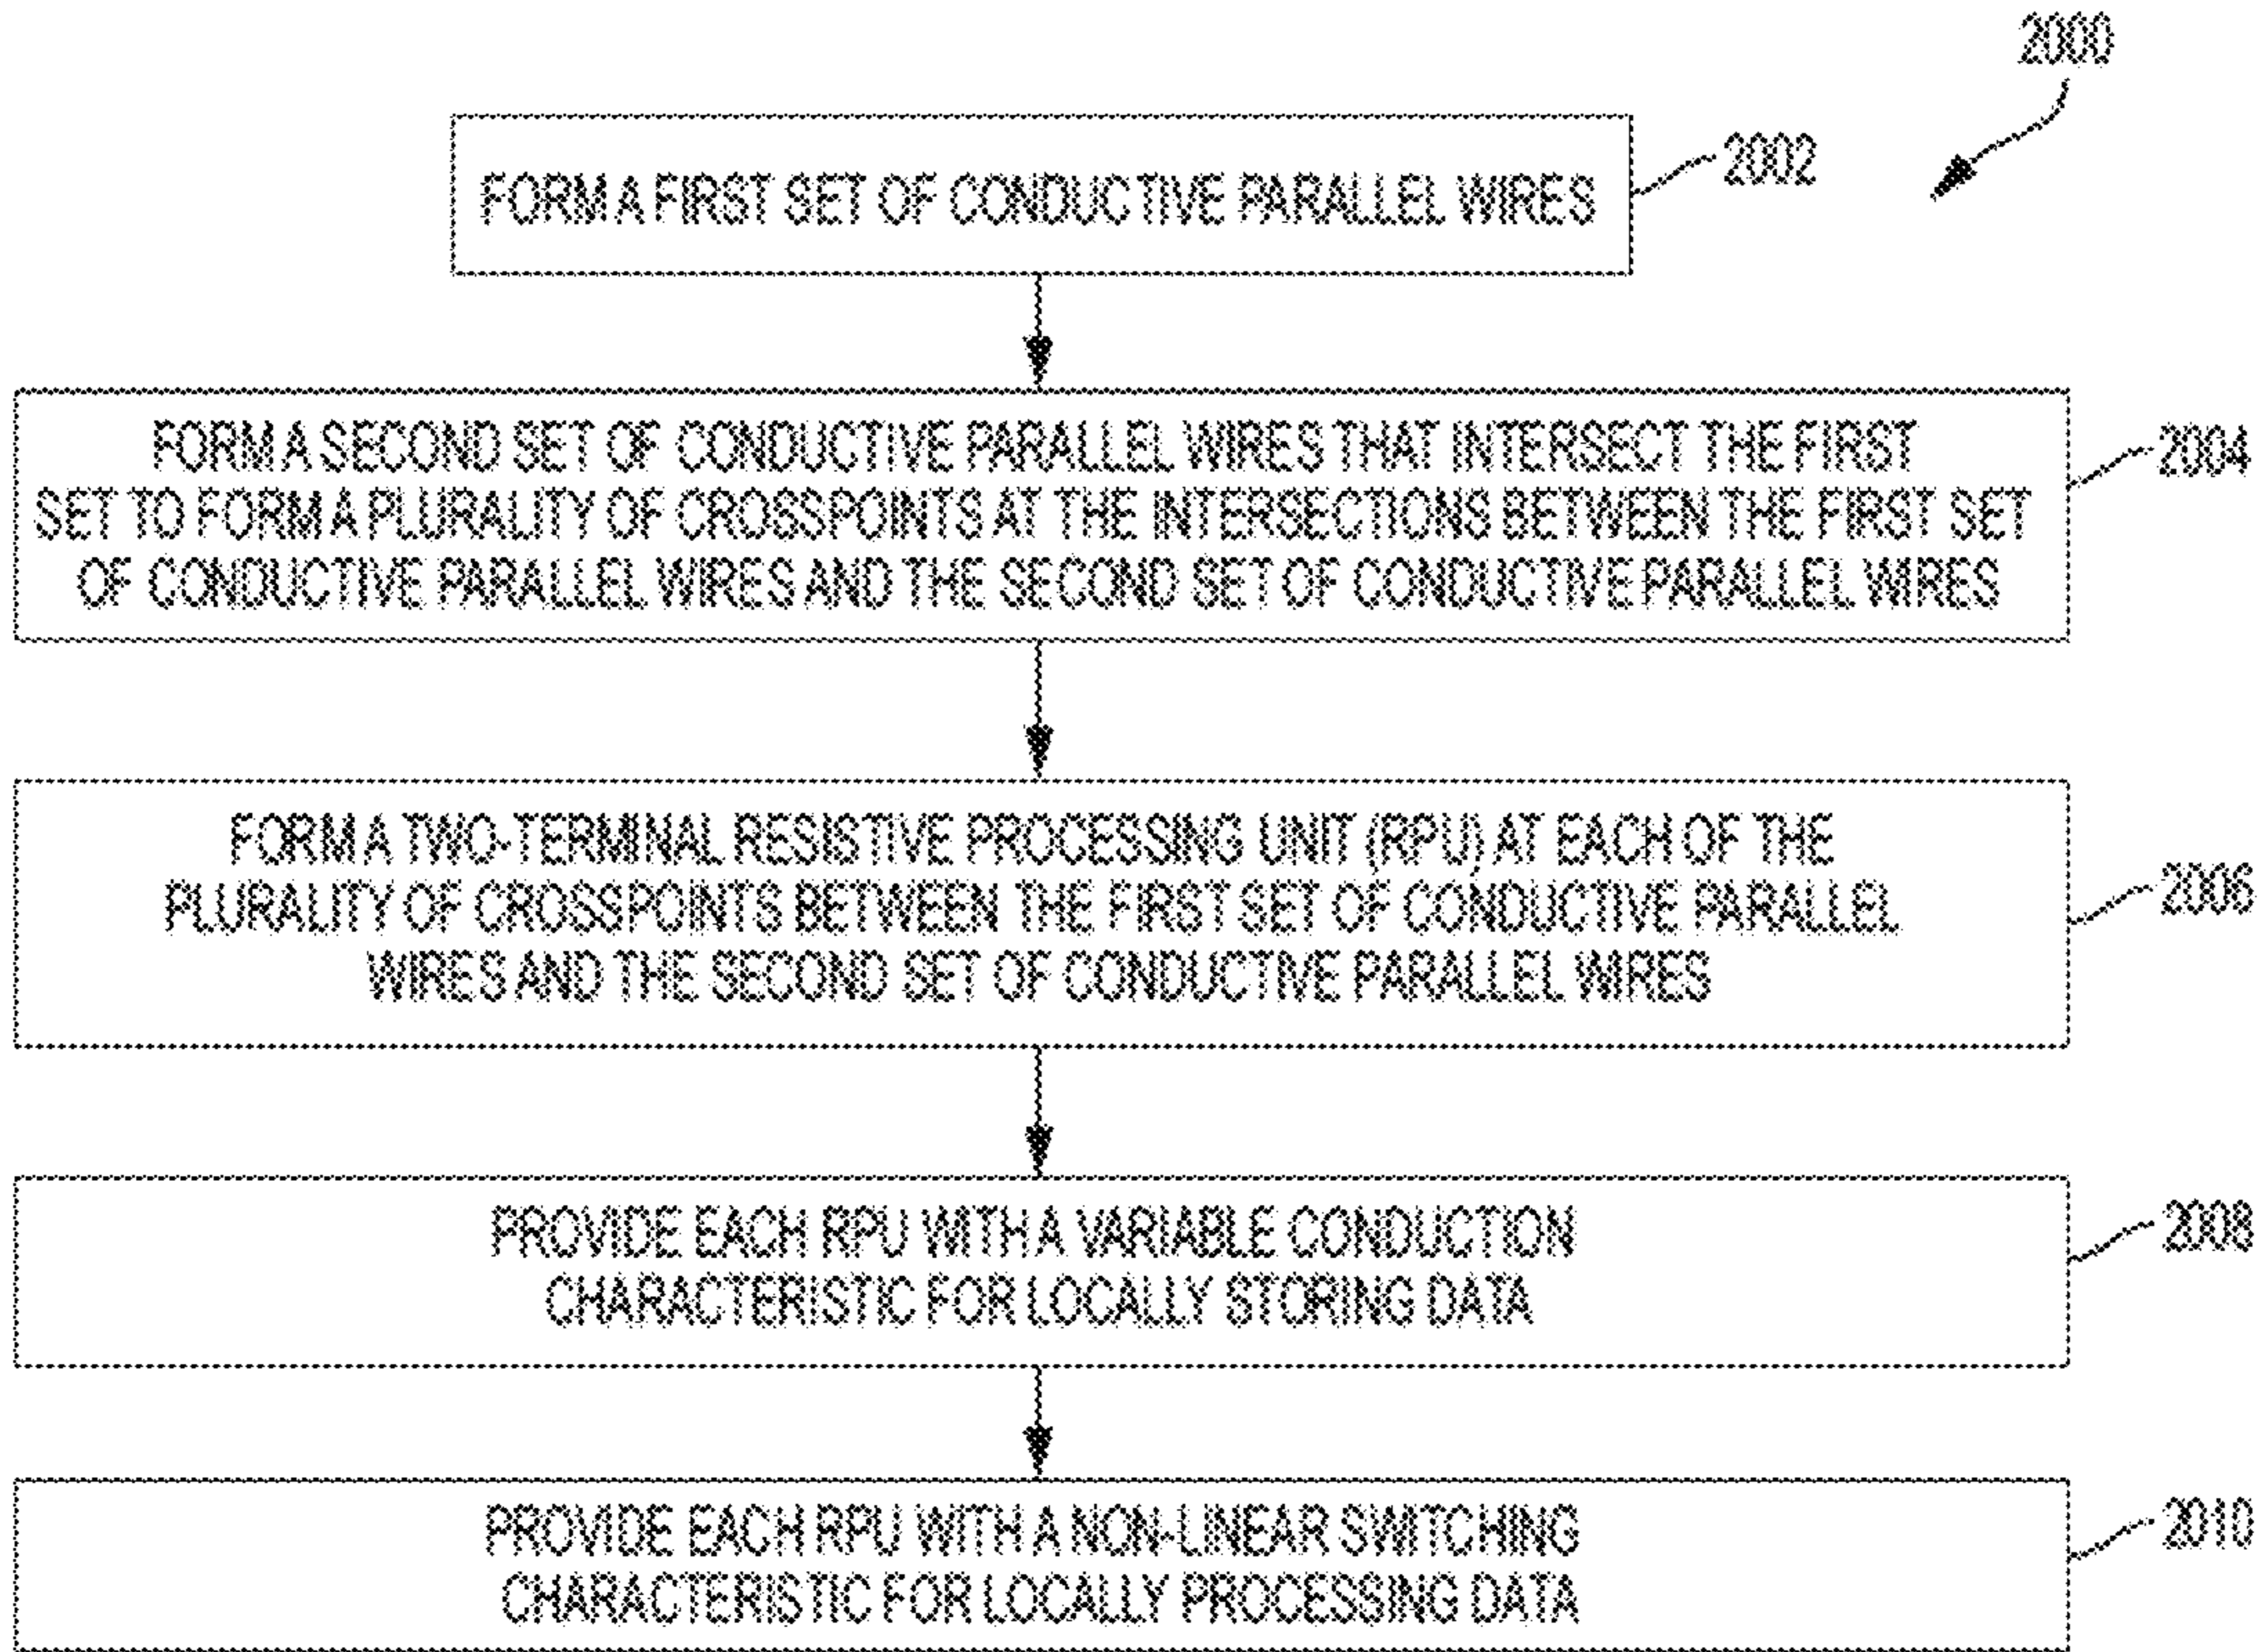 2000
FORM A FIRST SET OF CONDUCTIVE PARALLEL WIRES
2002
FORM A SECOND SET OF CONDUCTIVE PARALLEL WIRES THAT INTERSECT THE FIRST
SET TO FORM A PLURALITY OF CROSSPOINTS AT THE INTERSECTIONS BETWEEN THE FIRST SET
OF CONDUCTIVE PARALLEL WIRES AND THE SECOND SET OF CONDUCTIVE PARALLEL WIRES
2004
FORM A TWO-TERMINAL RESISTIVE PROCESSING UNIT (RPU) AT EACH OF THE
PLURALITY OF CROSSPOINTS BETWEEN THE FIRST SET OF CONDUCTIVE PARALLEL
WIRES AND THE SECOND SET OF CONDUCTIVE PARALLEL WIRES
2006
PROVIDE EACH RPU WITH A VARIABLE CONDUCTION
CHARACTERISTIC FOR LOCALLY STORING DATA
2008
PROVIDE EACH RPU WITH A NON-LINEAR SWITCHING
CHARACTERISTIC FOR LOCALLY PROCESSING DATA
2010